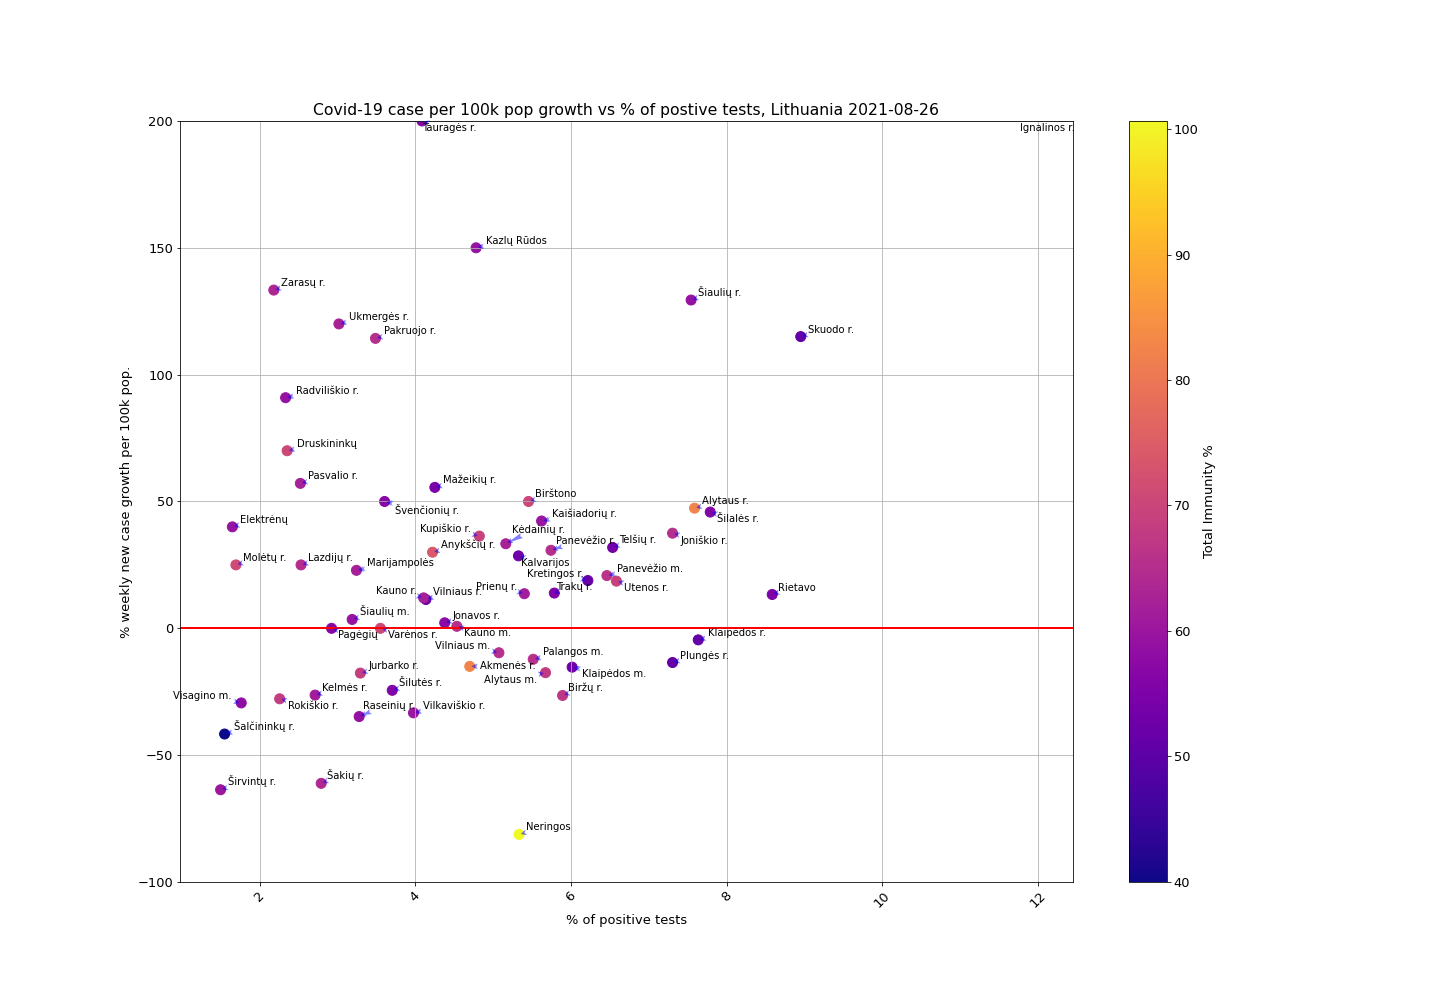 Covid-19 case per 100k pop growth vs % of postive tests, Lithuania 2021-08-26
200
Tauragės r.
Ignalinos r.
100
Kazlų Rūdos
150
Zarasų r.
Šiaulių r.
90
Ukmergės r.
Pakruojo r.
Skuodo r.
100
Radviliškio r.
80
Druskininkų
Pasvalio r.
Mažeikių r.
50
Švenčionių r.
Birštono
Alytaus r.
Šilalės r.
70
Elektrėnų
Kaišiadorių r.
Kupiškio r.
Kėdainių r.
Joniškio r.
Anykščių r.
Panevėžio r.
Telšių r.
Molėtų r.
Lazdijų r.
Marijampolės
Kalvarijos
Kretingos r.
Panevėžio m.
Utenos r.
Kauno r.
Vilniaus r.
Prienų r.
Trakų r.
Rietavo
Šiaulių m.
Jonavos r.
0
Pagėgių
Varėnos r.
Kauno m.
Klaipėdos r.
60
Vilniaus m.
Palangos m.
Plungės r.
Jurbarko r.
Akmenės r.
Alytaus m.
Klaipėdos m.
Kelmės r.
Šilutės r.
Biržų r.
Visagino m.
Rokiškio r.
Raseinių r.
Vilkaviškio r.
Šalčininkų r.
−50
50
Širvintų r.
Šakių r.
Neringos
−100
40
2
4
6
8
10
12
% of positive tests
% weekly new case growth per 100k pop.
Total Immunity %